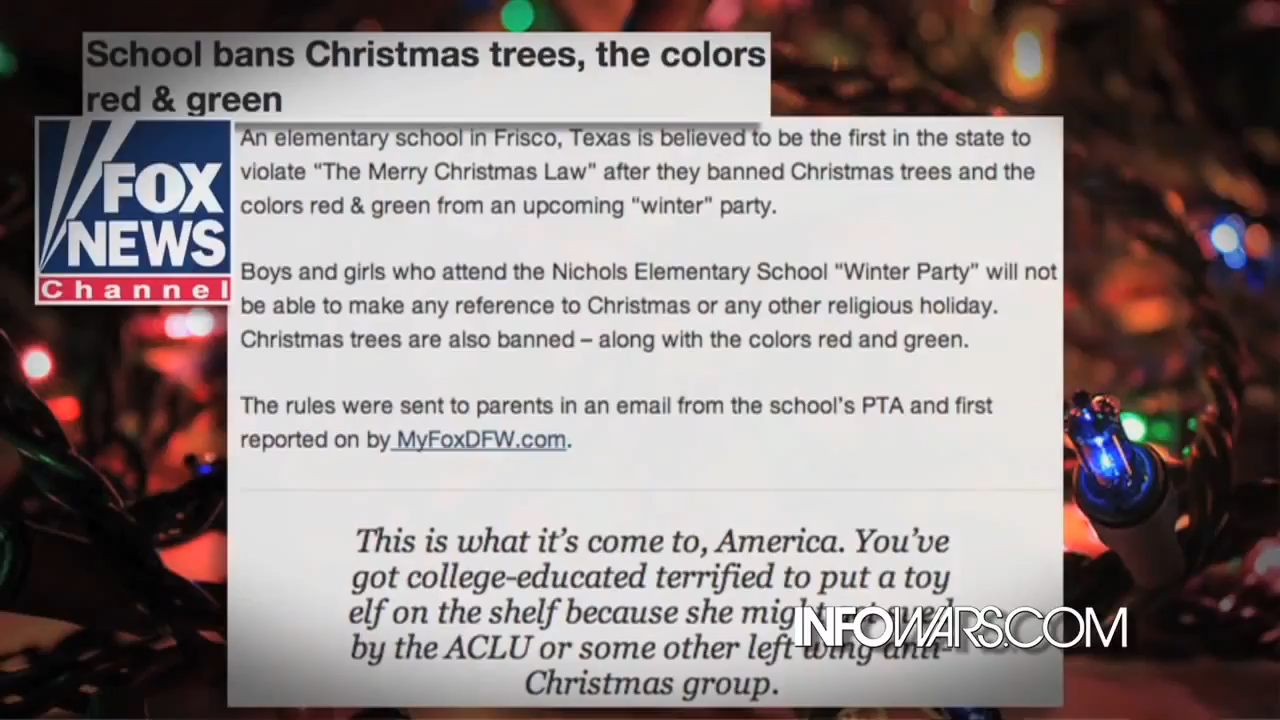 School bans Christmas trees, the colors
red & green
FOX
NEWS
Channel
An elementary school in Frisco, Texas is believed to be the first in the state to
violate “The Merry Christmas Law” after they banned Christmas trees and the
colors red & green from an upcoming “winter” party.
Boys and girls who attend the Nichols Elementary School “Winter Party” will not
be able to make any reference to Christmas or any other religious holiday.
Christmas trees are also banned – along with the colors red and green.
The rules were sent to parents in an email from the school’s PTA and first
reported on by MyFoxDFW.com.
This is what it’s come to, America. You’ve
got college-educated terrified to put a toy
elf on the shelf because she might
by the ACLU or some other left wing anti-
Christmas group.
INFOWARS.COM